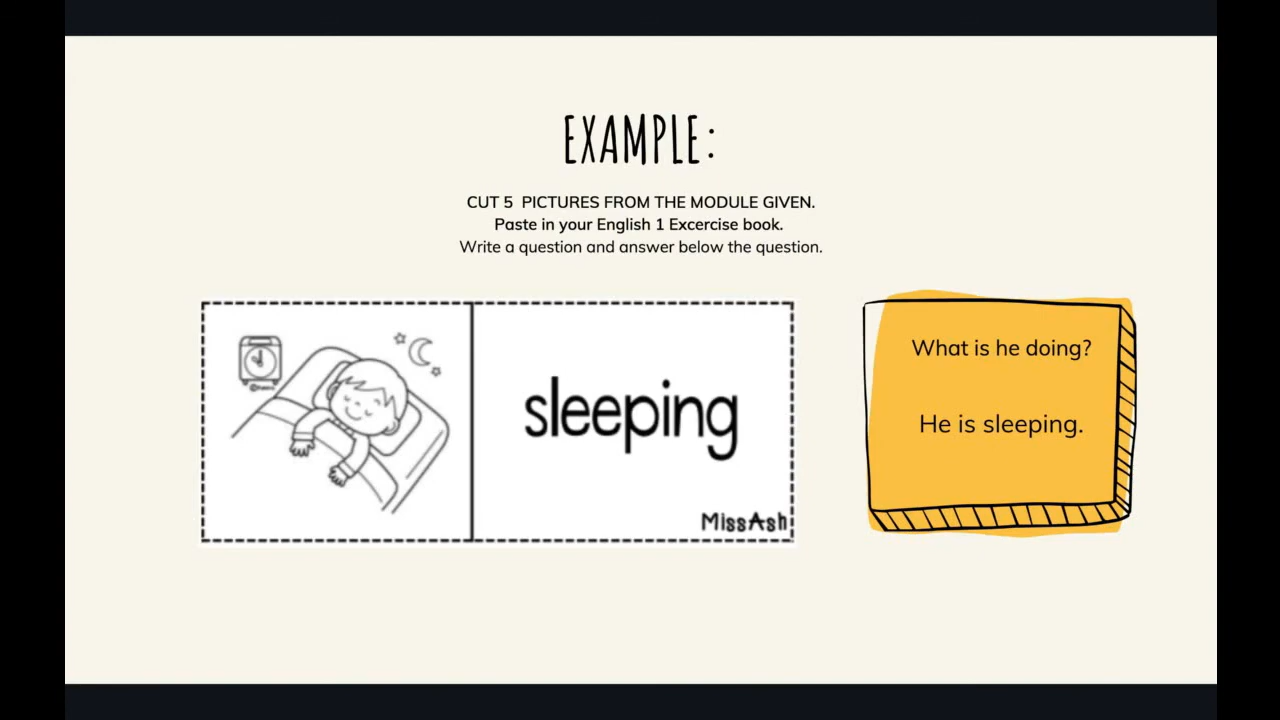 EXAMPLE:
CUT 5  PICTURES FROM THE MODULE GIVEN.
Paste in your English 1 Excercise book.
Write a question and answer below the question.
sleeping
MissAsh
What is he doing?
He is sleeping.